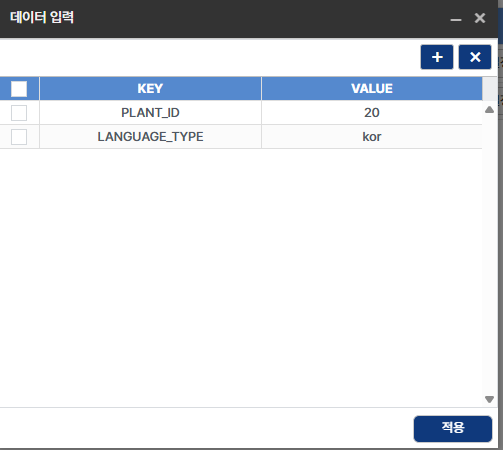 데이터 입력
KEY VALUE
PLANT_ID 20
LANGUAGE_TYPE kor
적용